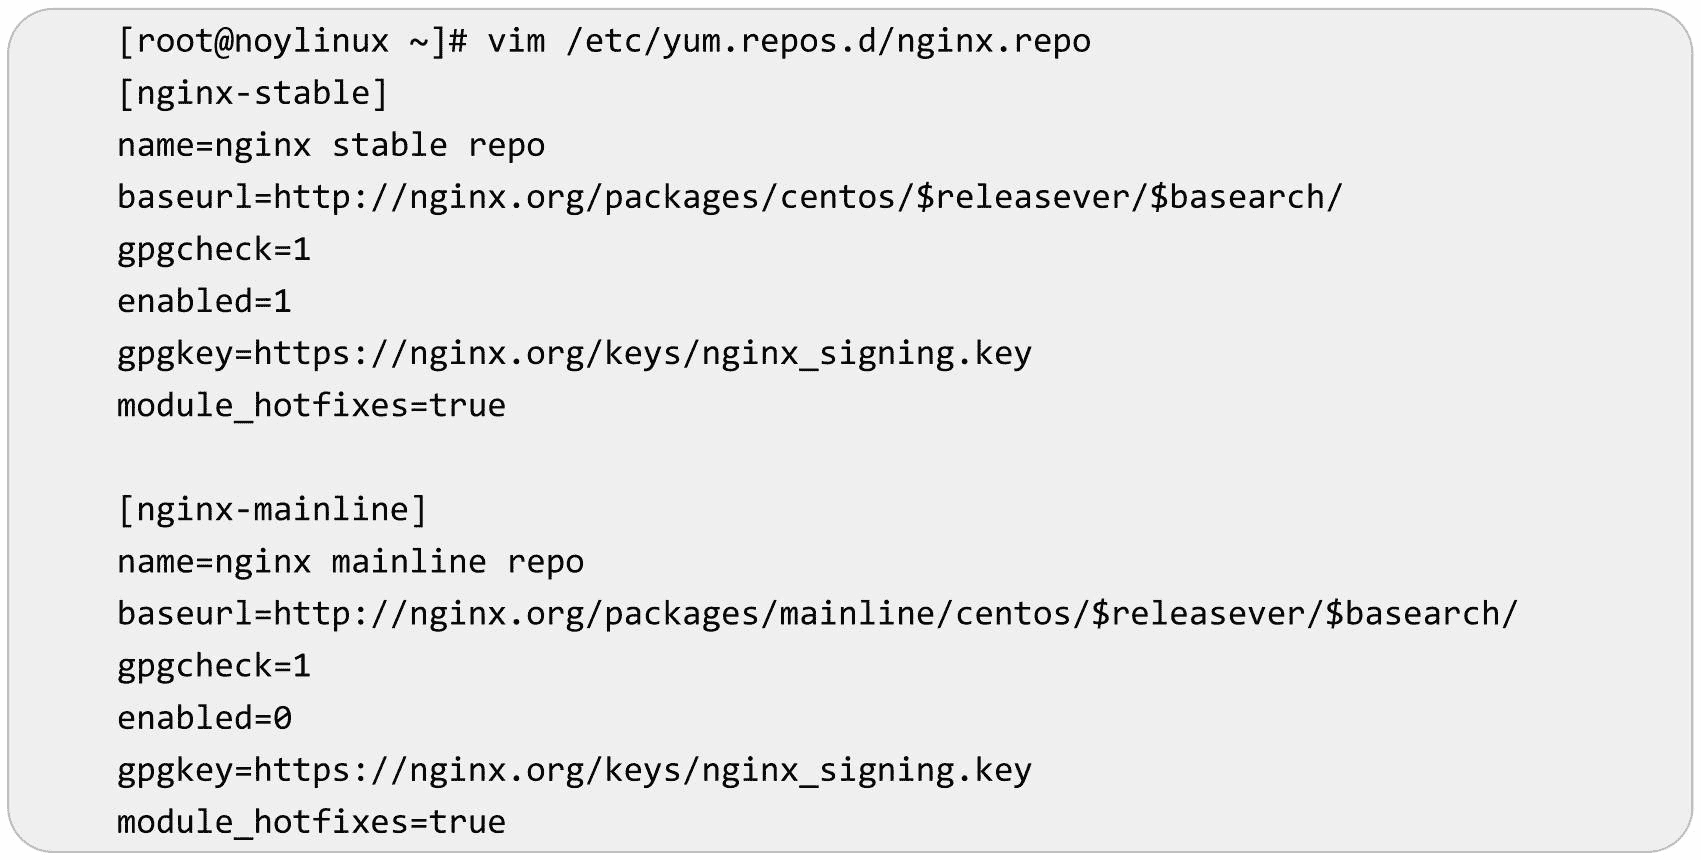 [root@noylinux ~]# vim /etc/yum.repos.d/nginx.repo
[nginx-stable]
name=nginx stable repo
baseurl=http://nginx.org/packages/centos/$releasever/$basearch/
gpgcheck=1
enabled=1
gpgkey=https://nginx.org/keys/nginx_signing.key
module_hotfixes=true
[nginx-mainline]
name=nginx mainline repo
baseurl=http://nginx.org/packages/mainline/centos/$releasever/$basearch/
gpgcheck=1
enabled=0
gpgkey=https://nginx.org/keys/nginx_signing.key
module_hotfixes=true